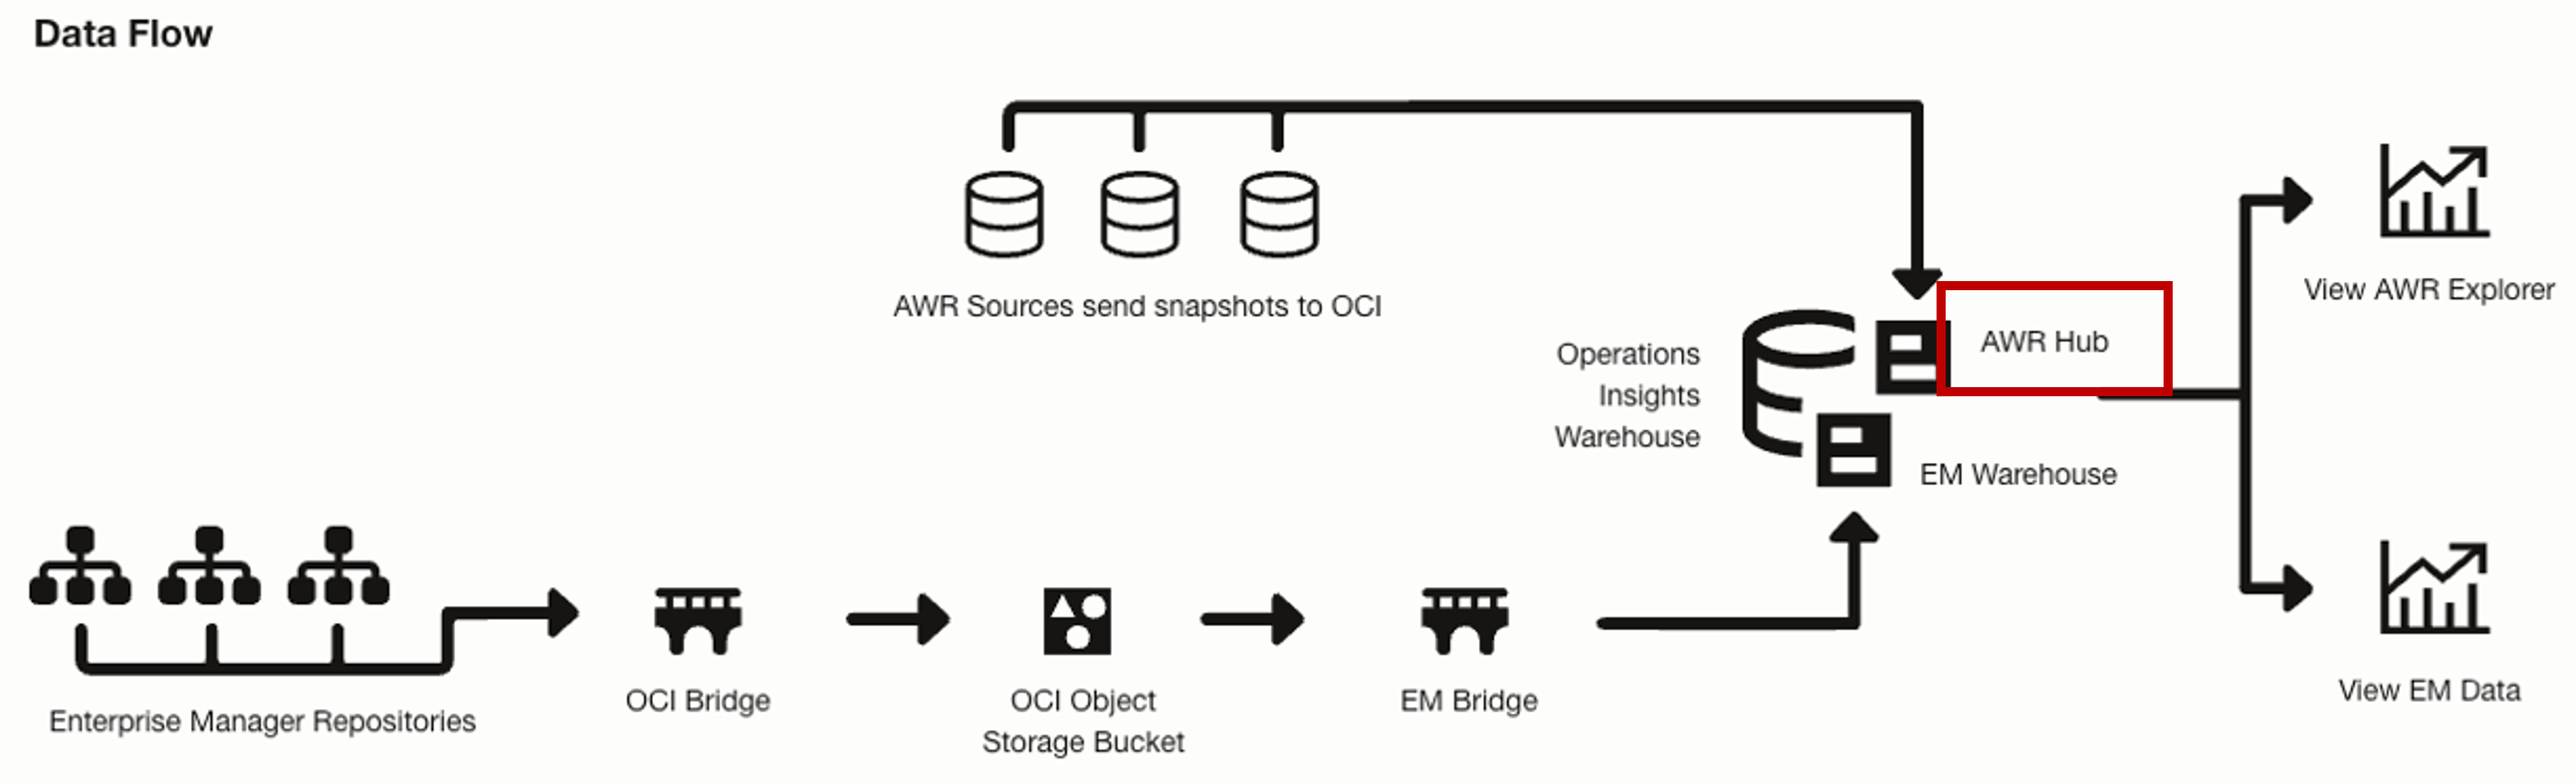 Data Flow
AWR Sources send snapshots to OCI
View AWR Explorer
Operations
Insights
Warehouse
AWR Hub
EM Warehouse
Enterprise Manager Repositories
OCI Bridge
OCI Object
Storage Bucket
EM Bridge
View EM Data